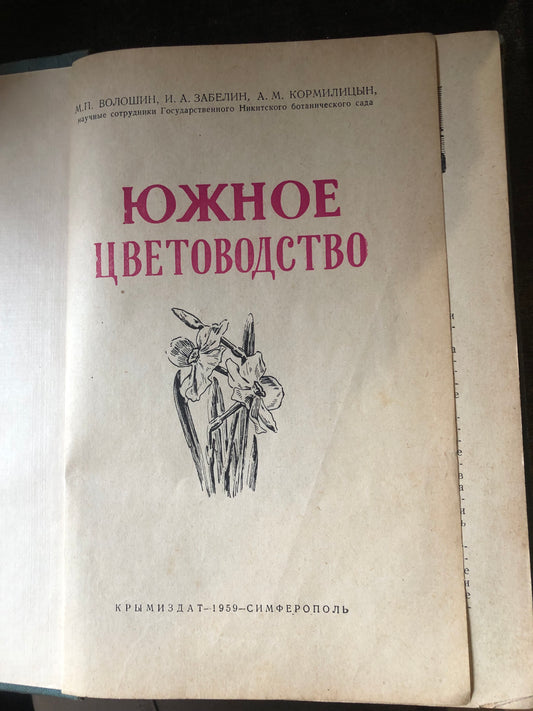 М.П. ВОЛОШИН, И. А. ЗАБЕЛИН, А. М. КОРМИЛИЦЫН,
научные сотрудники Государственного Никитского ботанического сада
ЮЖНОЕ
ЦВЕТОВОДСТВО
КРЫМИЗДАТ—1959—СИМФЕРОПОЛЬ